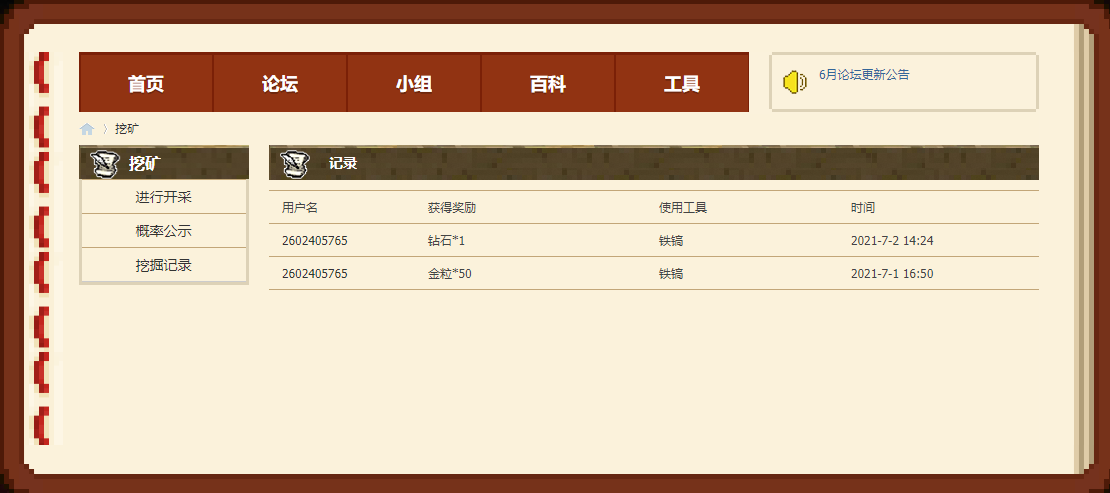 首页 论坛 小组 百科 工具
6月论坛更新公告
挖矿
挖矿
进行开采
概率公示
挖掘记录
记录
用户名 获得奖励 使用工具 时间
2602405765 钻石*1 铁镐 2021-7-2 14:24
2602405765 金粒*50 铁镐 2021-7-1 16:50